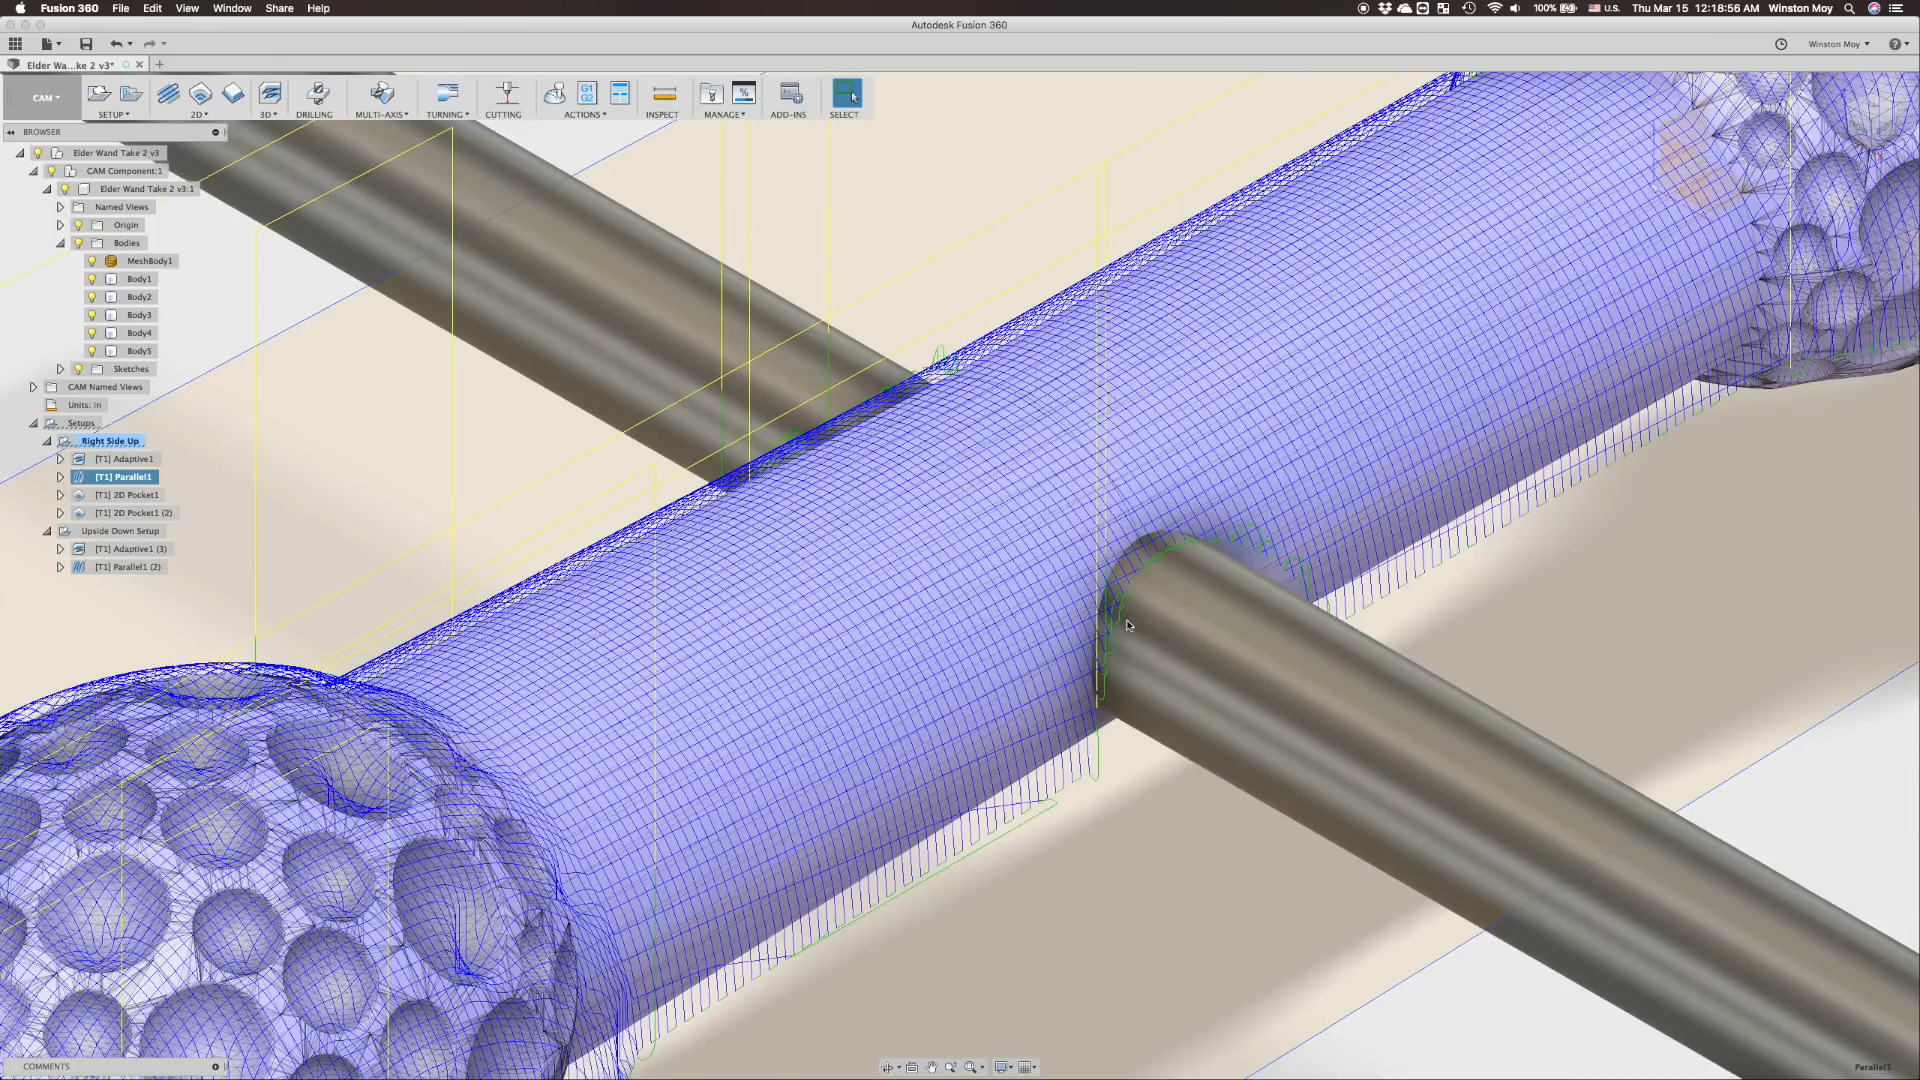 Fusion 360 File Edit View Window Share Help
100% U.S. Thu Mar 15 12:18:56 AM Winston Moy
Autodesk Fusion 360
Winston Moy
Elder Wa...ke 2 v3*
CAM
SETUP 2D 3D DRILLING MULTI-AXIS TURNING CUTTING ACTIONS INSPECT MANAGE ADD-INS SELECT
G1
G2
%
BROWSER
Elder Wand Take 2 v3
CAM Component:1
Elder Wand Take 2 v3:1
Named Views
Origin
Bodies
MeshBody1
Body1
Body2
Body3
Body4
Body5
Sketches
CAM Named Views
Units: in
Setups
Right Side Up
[T1] Adaptive1
[T1] Parallel1
[T1] 2D Pocket1
[T1] 2D Pocket1 (2)
Upside Down Setup
[T1] Adaptive1 (3)
[T1] Parallel1 (2)
COMMENTS
Parallel1